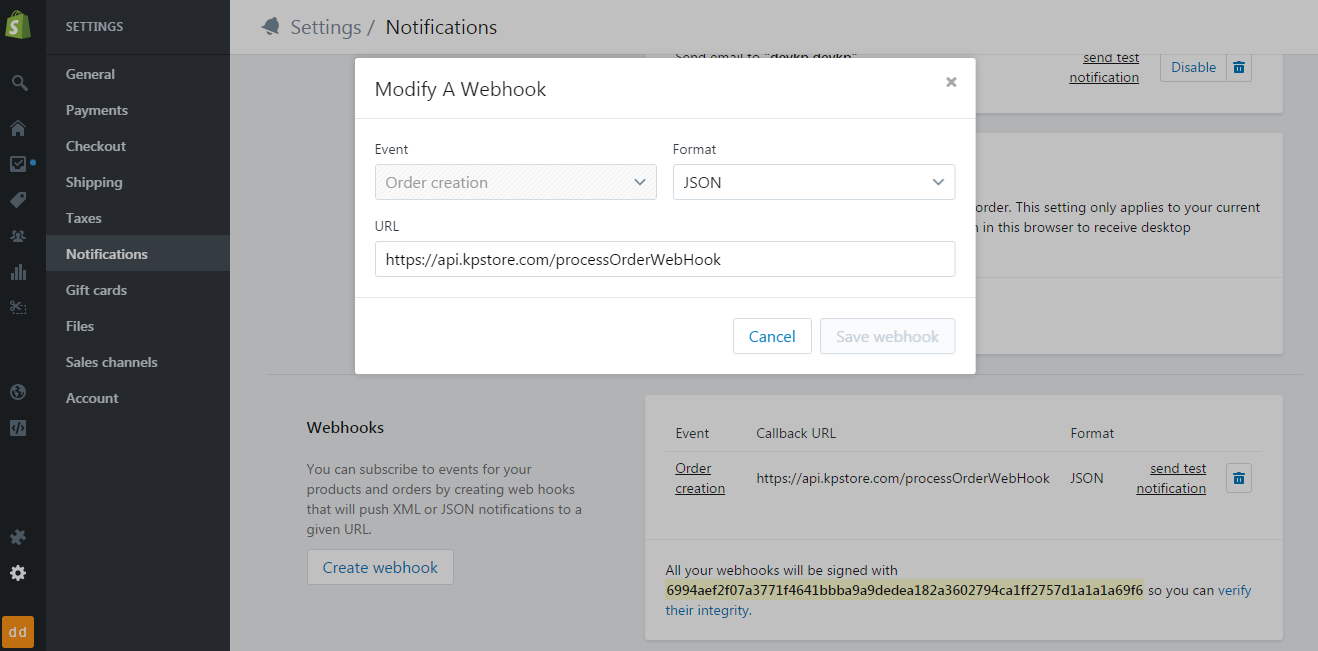 SETTINGS
General
Payments
Checkout
Shipping
Taxes
Notifications
Gift cards
Files
Sales channels
Account
dd
Settings / Notifications
Send email to "devkp devkp"
send test
notification
Disable
order. This setting only applies to your current
in this browser to receive desktop
Modify A Webhook
×
Event
Format
Order creation
JSON
URL
https://api.kpstore.com/processOrderWebHook
Cancel
Save webhook
Webhooks
You can subscribe to events for your
products and orders by creating web hooks
that will push XML or JSON notifications to a
given URL.
Create webhook
Event Callback URL Format
Order
creation
https://api.kpstore.com/processOrderWebHook
JSON
send test
notification
All your webhooks will be signed with
6994aef2f07a3771f4641bbba9a9dedea182a3602794ca1ff2757d1a1a1a69f6 so you can verify
their integrity.